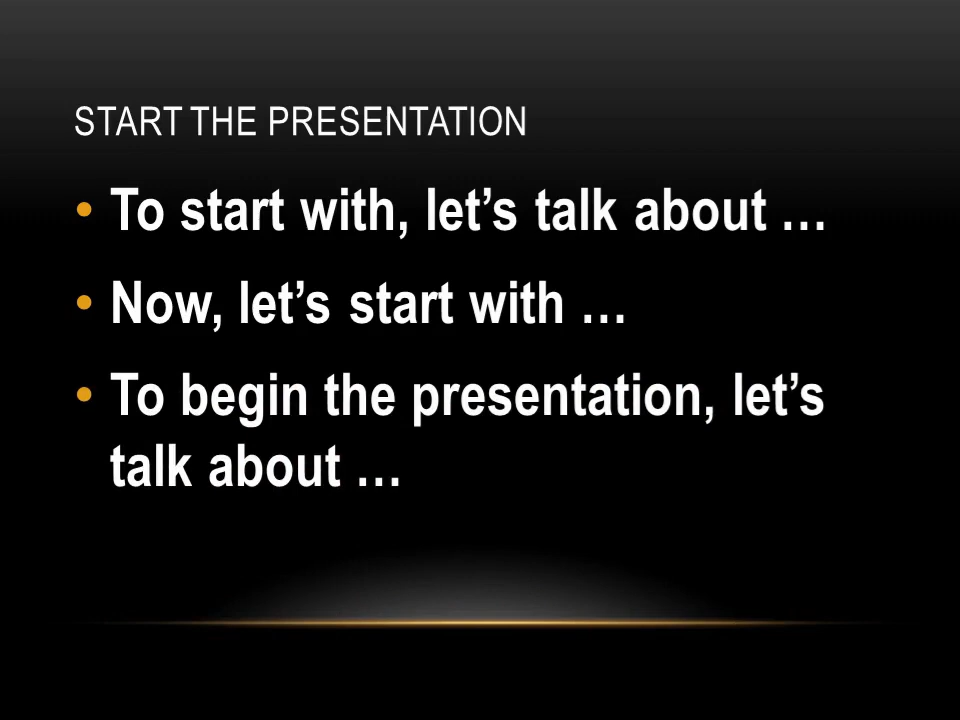 START THE PRESENTATION
• To start with, let’s talk about …
• Now, let’s start with …
• To begin the presentation, let’s
talk about …